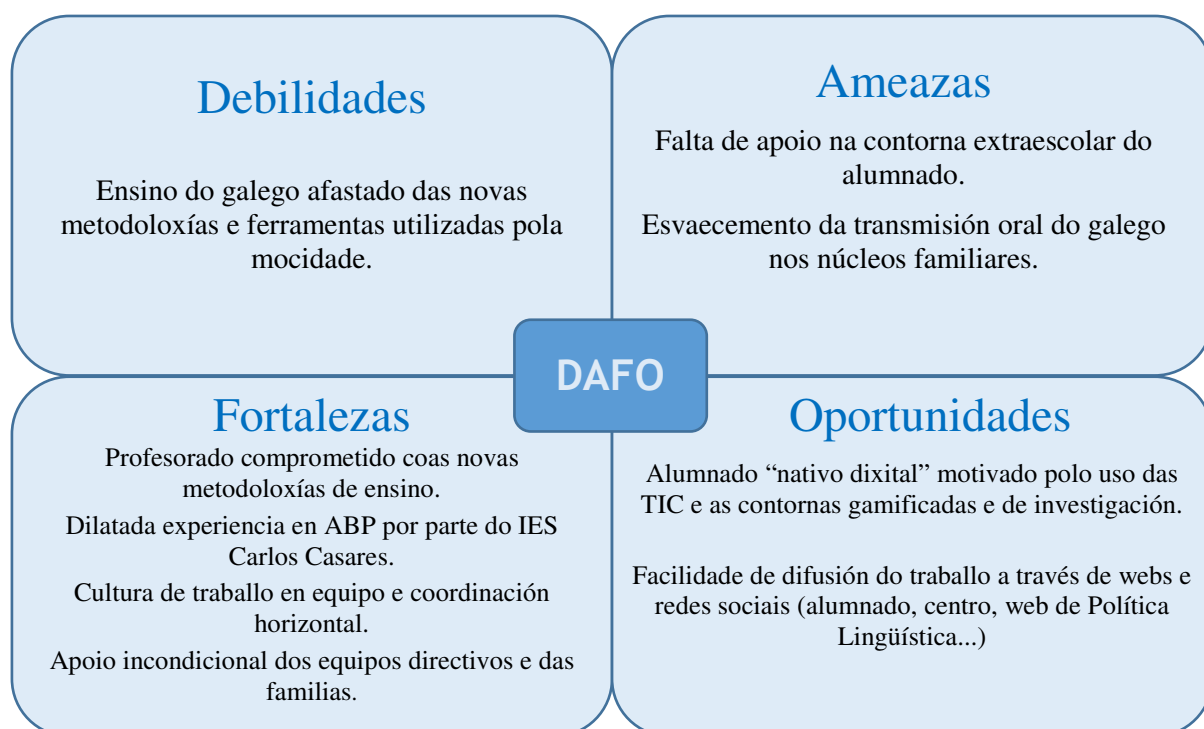 Debilidades
Ensino do galego afastado das novas
metodoloxías e ferramentas utilizadas pola
mocidade.
Ameazas
Falta de apoio na contorna extraescolar do
alumnado.
Esvaecemento da transmisión oral do galego
nos núcleos familiares.
DAFO
Fortalezas
Profesorado comprometido coas novas
metodoloxías de ensino.
Dilatada experiencia en ABP por parte do IES
Carlos Casares.
Cultura de traballo en equipo e coordinación
horizontal.
Apoio incondicional dos equipos directivos e das
familias.
Oportunidades
Alumnado “nativo dixital” motivado polo uso das
TIC e as contornas gamificadas e de investigación.
Facilidade de difusión do traballo a través de webs e
redes sociais (alumnado, centro, web de Política
Lingüística...)